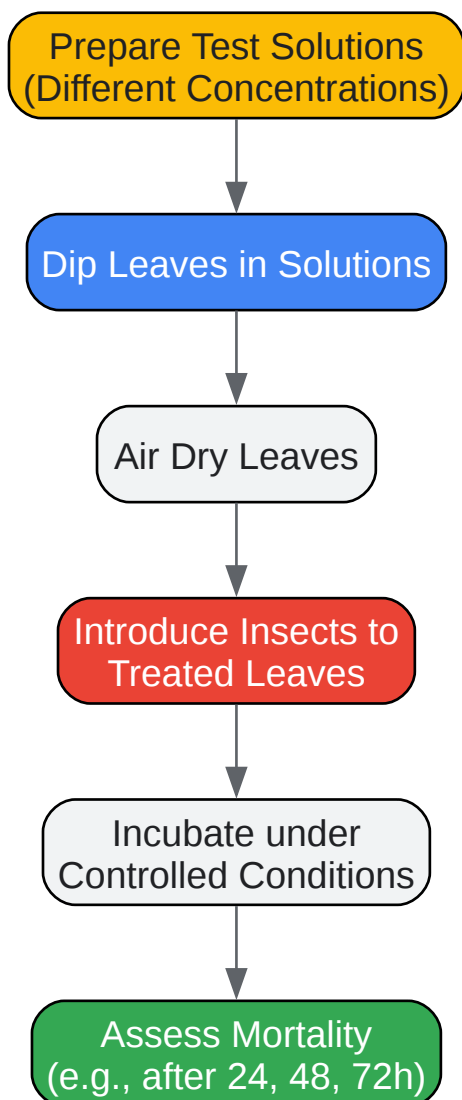 Prepare Test Solutions
(Different Concentrations)
Dip Leaves in Solutions
Air Dry Leaves
Introduce Insects to
Treated Leaves
Incubate under
Controlled Conditions
Assess Mortality
(e.g., after 24, 48, 72h)